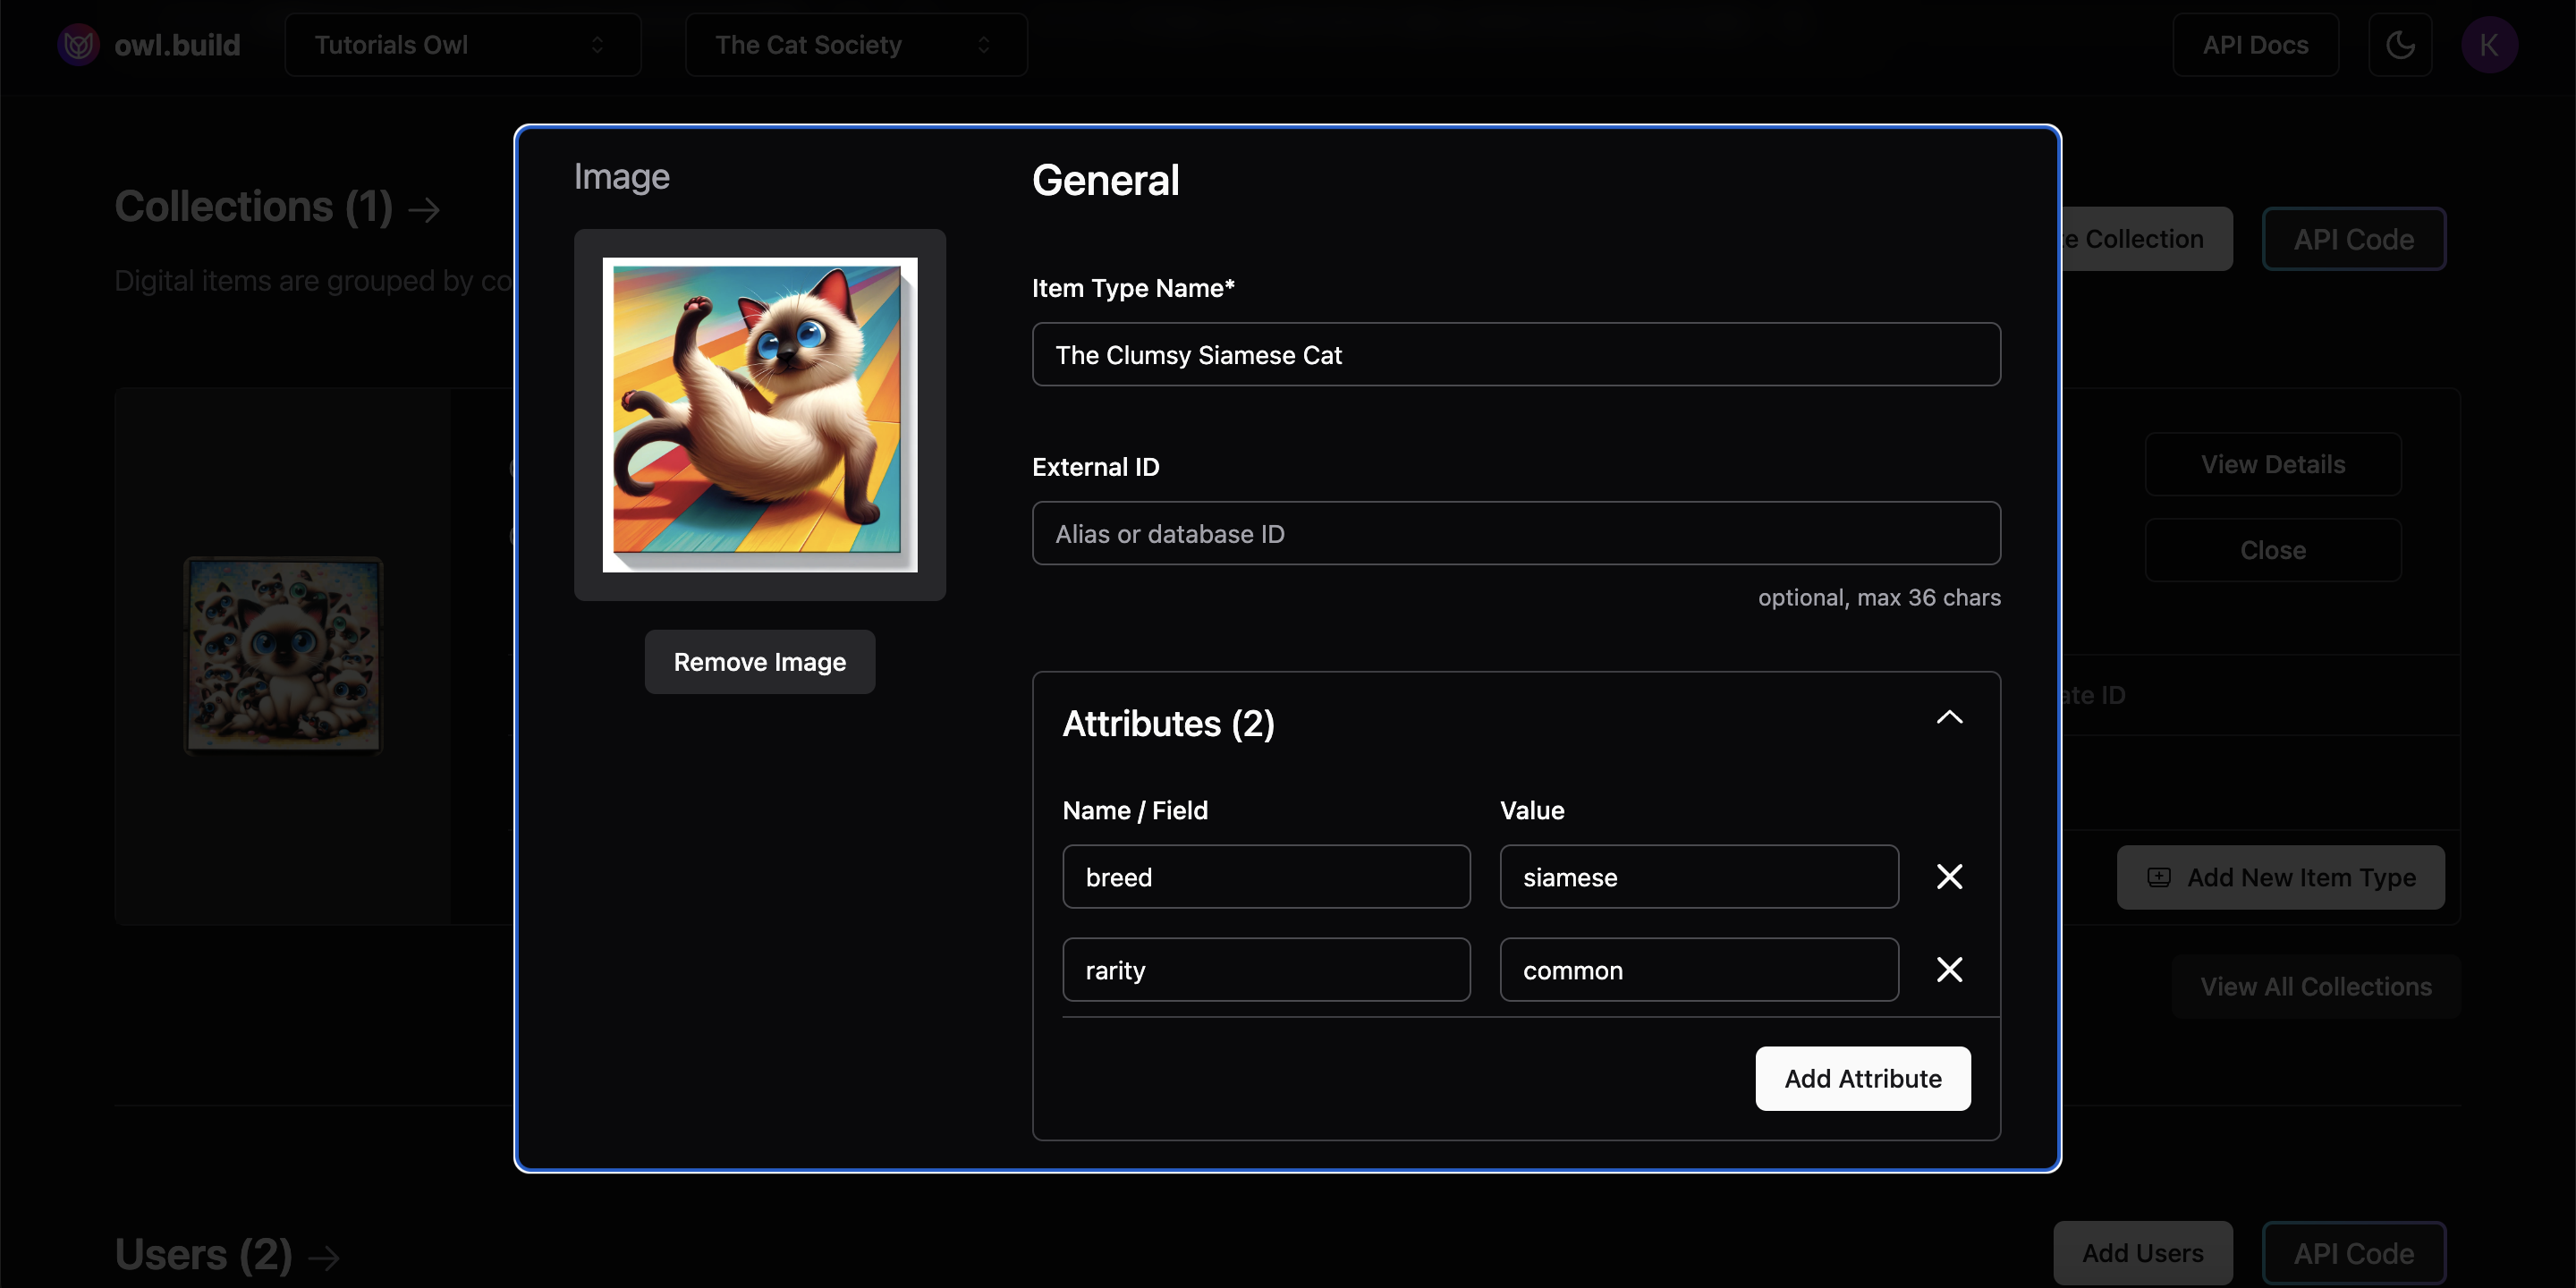 owl.build
Tutorials Owl
The Cat Society
API Docs
K
Collections (1) →
Digital items are grouped by co
e Collection
API Code
View Details
Close
ate ID
Add New Item Type
View All Collections
Image
Remove Image
General
Item Type Name*
The Clumsy Siamese Cat
External ID
Alias or database ID
optional, max 36 chars
Attributes (2)
Name / Field Value
breed siamese
rarity common
Add Attribute
Users (2) →
Add Users
API Code